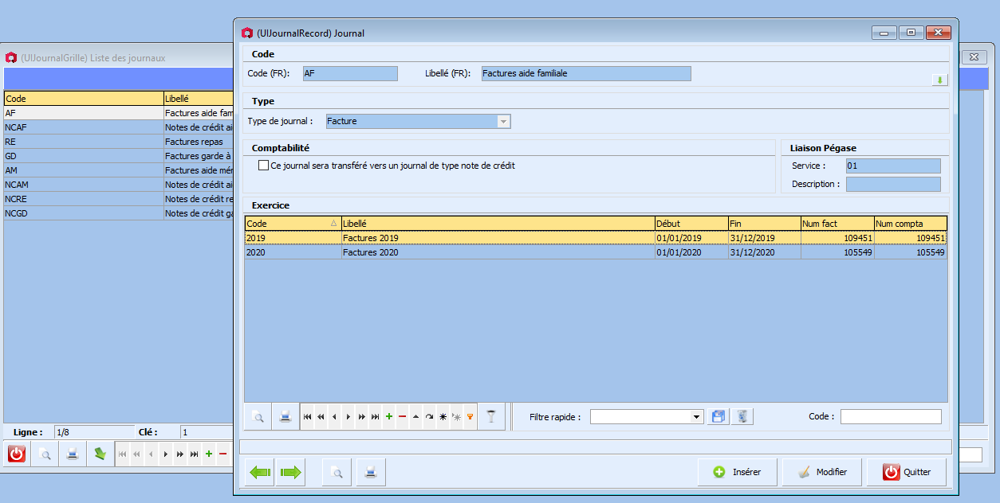 (UIJournalRecord) Journal
(UIJournalGrille) Liste des journaux
Code
Code (FR): AF Libellé (FR): Factures aide familiale
Type
Type de journal : Facture
Comptabilité
Ce journal sera transféré vers un journal de type note de crédit
Liaison Pégase
Service : 01
Description :
Exercice
Code Libellé Début Fin Num fact Num compta
2019 Factures 2019 01/01/2019 31/12/2019 109451 109451
2020 Factures 2020 01/01/2020 31/12/2020 105549 105549
Filtre rapide : Code :
Insérer Modifier Quitter
Code Libellé
AF Factures aide fam
NCAF Notes de crédit ai
RE Factures repas
GD Factures garde à
AM Factures aide mén
NCAM Notes de crédit ai
NCRE Notes de crédit re
NCGD Notes de crédit ga
Ligne : 1/8 Clé : 1